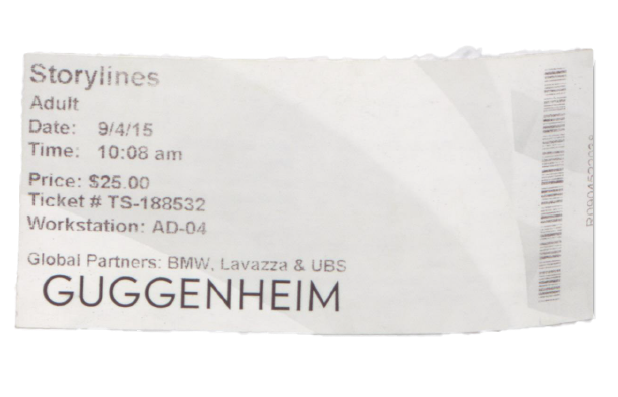 Storylines
Adult
Date: 9/4/15
Time: 10:08 am
Price: $25.00
Ticket # TS-188532
Workstation: AD-04
Global Partners: BMW, Lavazza & UBS
GUGGENHEIM